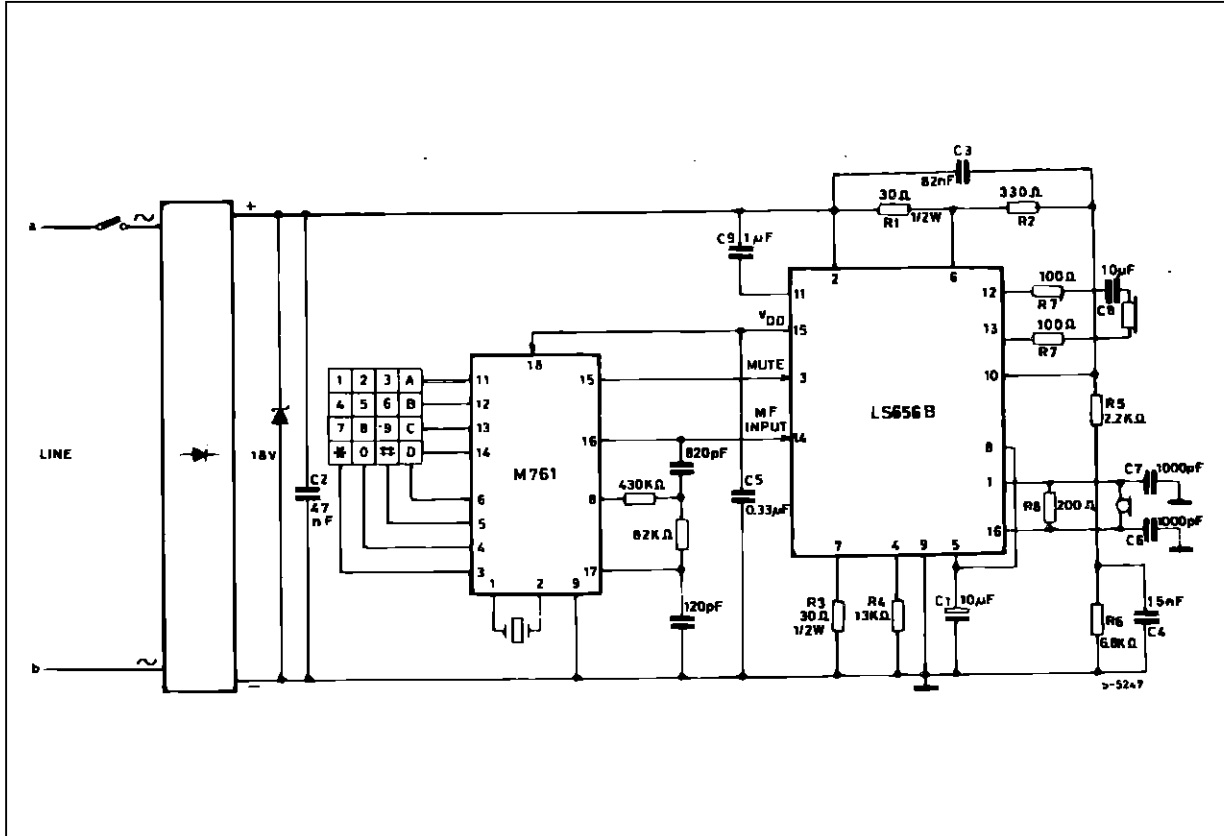 C3
82nF
30Ω
1/2W
R1
330Ω
R2
a
~
+
C9
1µF
2
6
11
12
100Ω
R7
10µF
C8
V DD
15
13
100Ω
R7
18
MUTE
3
10
1 2 3 A
4 5 6 B
7 8 9 C
* 0 # D
11
12
13
14
15
16
MF
INPUT
14
LS656B
R5
2.2KΩ
LINE
18V
C2
47
nF
M761
820pF
8
430KΩ
C5
0.33µF
8
1
C7
1000pf
R8
200Ω
6
5
4
3
82KΩ
17
16
C6
1000pF
1
2
9
120pF
7
4
9
5
R3
30Ω
1/2W
R4
13KΩ
C1
10µF
R6
6.8KΩ
15nF
C4
b
~
−
S-5247